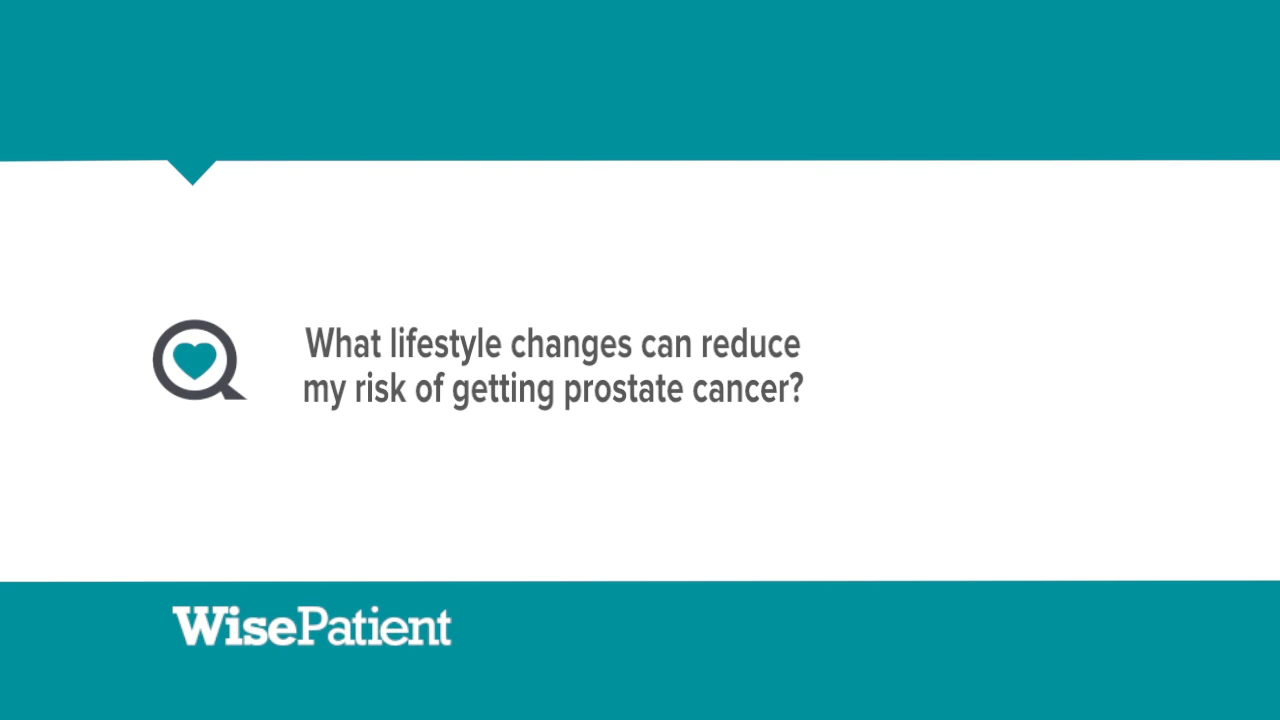 What lifestyle changes can reduce
my risk of getting prostate cancer?
WisePatient